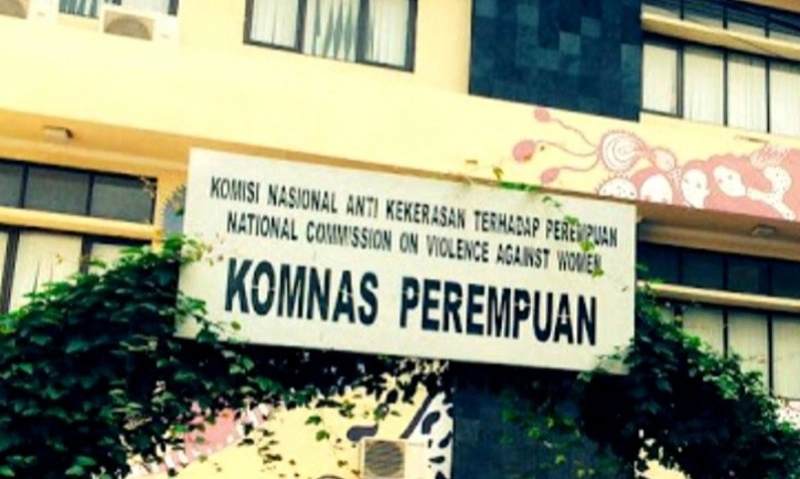 KOMISI NASIONAL ANTI KEKERASAN TERHADAP PEREMPUAN
NATIONAL COMMISSION ON VIOLENCE AGAINST WOMEN
KOMNAS PEREMPUAN